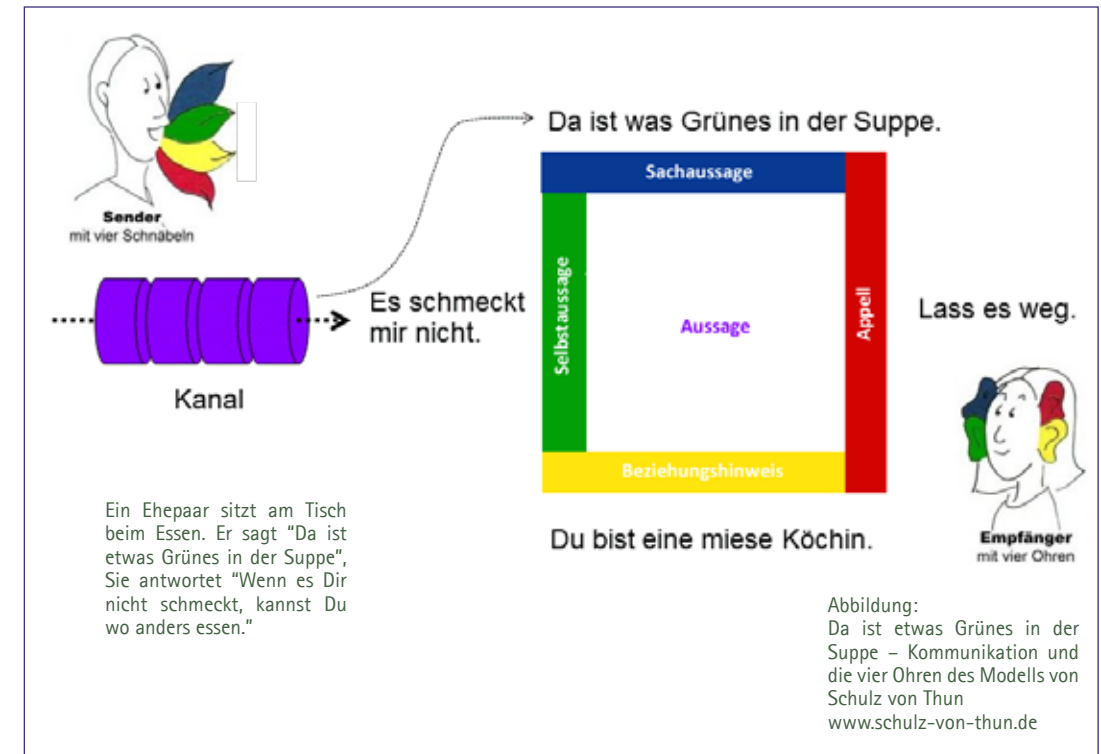 Sender
mit vier Schnäbeln
Kanal
Da ist was Grünes in der Suppe.
Es schmeckt
mir nicht.
Sachaussage
Selbstaussage
Aussage
Appell
Beziehungshinweis
Lass es weg.
Du bist eine miese Köchin.
Empfänger
mit vier Ohren
Ein Ehepaar sitzt am Tisch
beim Essen. Er sagt “Da ist
etwas Grünes in der Suppe”,
Sie antwortet “Wenn es Dir
nicht schmeckt, kannst Du
wo anders essen.”
Abbildung:
Da ist etwas Grünes in der
Suppe – Kommunikation und
die vier Ohren des Modells von
Schulz von Thun
www.schulz-von-thun.de